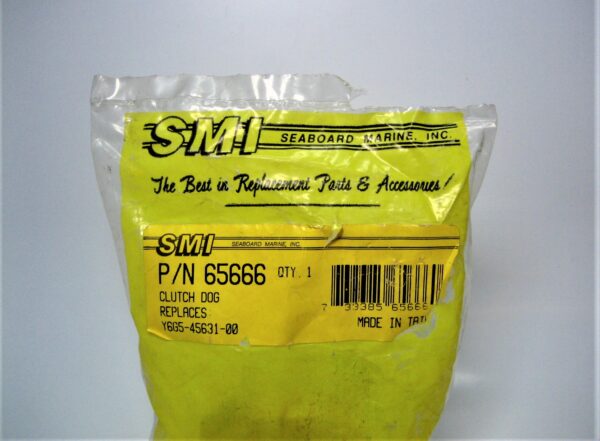 SMI SEABOARD MARINE, INC.
The Best in Replacement Parts & Accessories
SMI SEABOARD MARINE, INC.
P/N 65666 QTY. 1
CLUTCH DOG
REPLACES
Y6G5-45631-00
7 33385 65666
MADE IN